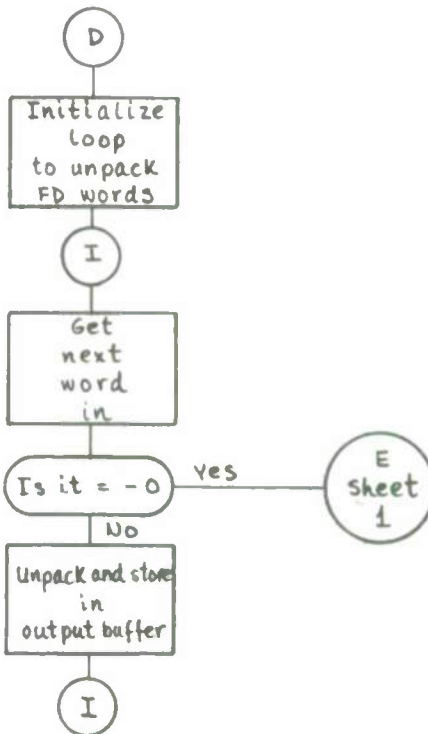 D
Initialize
loop
to unpack
FD words
I
Get
next
word
in
Is it = -0
Yes
E
sheet
1
No
Unpack and store
in
output buffer
I